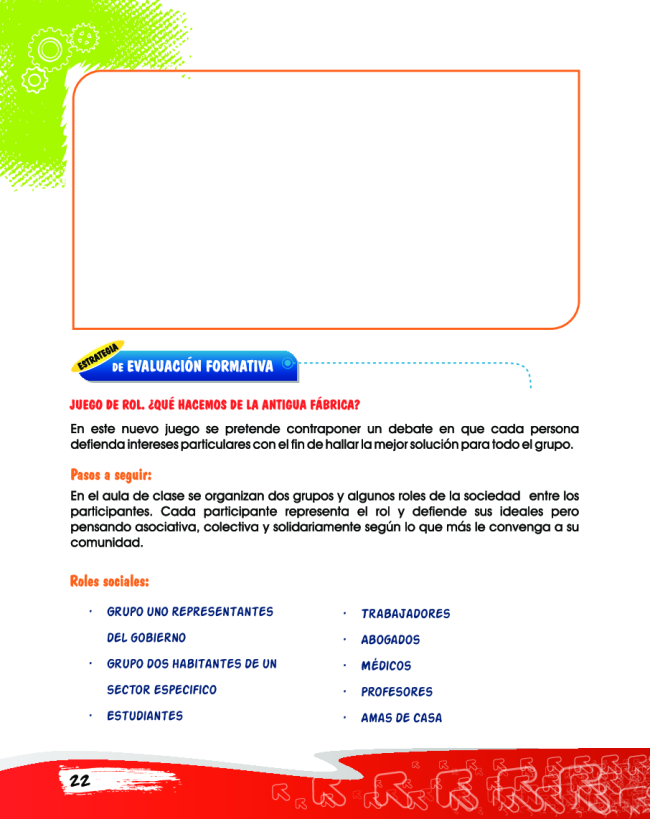 ESTRATEGIA
DE EVALUACIÓN FORMATIVA
JUEGO DE ROL. ¿QUÉ HACEMOS DE LA ANTIGUA FÁBRICA?
En este nuevo juego se pretende contraponer un debate en que cada persona
defienda intereses particulares con el fin de hallar la mejor solución para todo el grupo.
Pasos a seguir:
En el aula de clase se organizan dos grupos y algunos roles de la sociedad entre los
participantes. Cada participante representa el rol y defiende sus ideales pero
pensando asociativa, colectiva y solidariamente según lo que más le convenga a su
comunidad.
Roles sociales:
· GRUPO UNO REPRESENTANTES
DEL GOBIERNO
· GRUPO DOS HABITANTES DE UN
SECTOR ESPECIFICO
· ESTUDIANTES
· TRABAJADORES
· ABOGADOS
· MÉDICOS
· PROFESORES
· AMAS DE CASA
22